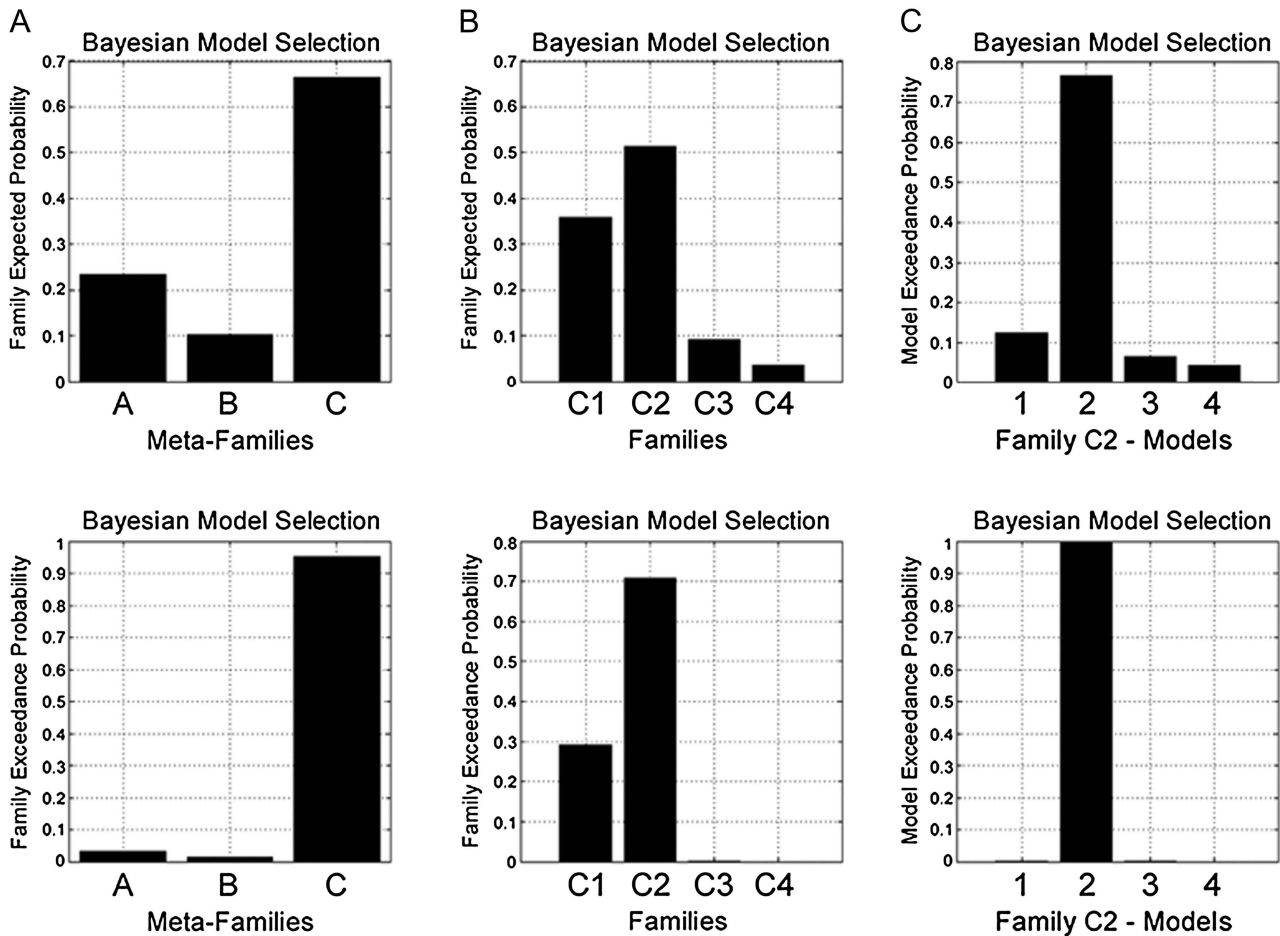 A
Bayesian Model Selection
Family Expected Probability
0.7
0.6
0.5
0.4
0.3
0.2
0.1
0
A B C
Meta-Families
B
Bayesian Model Selection
Family Expected Probability
0.7
0.6
0.5
0.4
0.3
0.2
0.1
0
C1 C2 C3 C4
Families
C
Bayesian Model Selection
Model Exceedance Probability
0.8
0.7
0.6
0.5
0.4
0.3
0.2
0.1
0
1 2 3 4
Family C2 - Models
Bayesian Model Selection
Family Exceedance Probability
1
0.9
0.8
0.7
0.6
0.5
0.4
0.3
0.2
0.1
0
A B C
Meta-Families
Bayesian Model Selection
Family Exceedance Probability
0.8
0.7
0.6
0.5
0.4
0.3
0.2
0.1
0
C1 C2 C3 C4
Families
Bayesian Model Selection
Model Exceedance Probability
1
0.9
0.8
0.7
0.6
0.5
0.4
0.3
0.2
0.1
0
1 2 3 4
Family C2 - Models